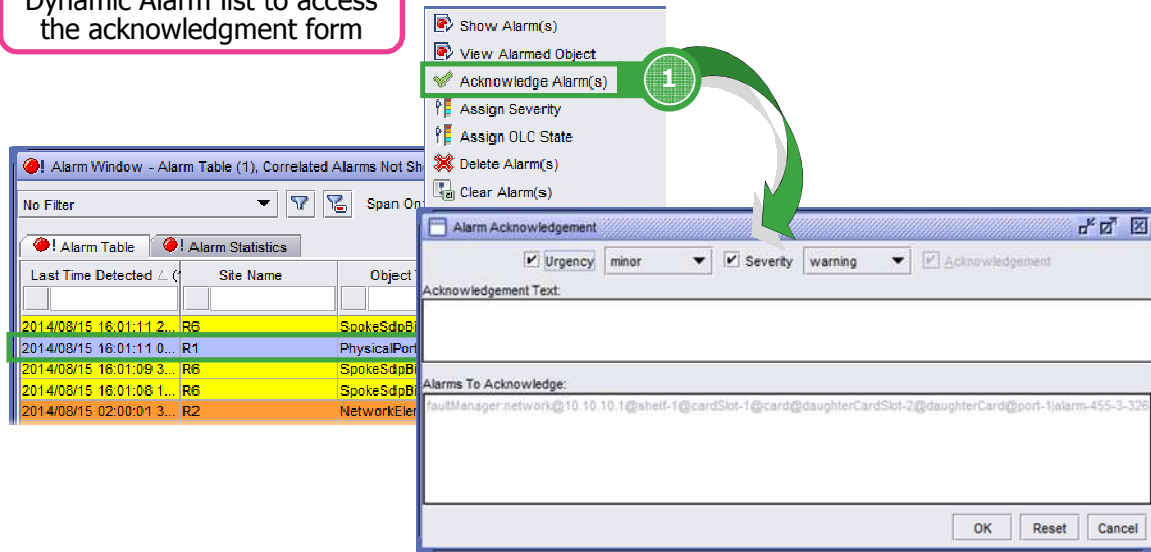 Dynamic Alarm list to access
the acknowledgment form
Show Alarm(s)
View Alarmed Object
Acknowledge Alarm(s)
1
Assign Severity
Assign OLC State
Delete Alarm(s)
Clear Alarm(s)
Alarm Window - Alarm Table (1), Correlated Alarms Not Sh
No Filter
Span On
Alarm Table
Alarm Statistics
Last Time Detected
Site Name
Object
2014/08/15 16:01:11 2... R6 SpokeSdpBi
2014/08/15 16:01:11 0... R1 PhysicalPort
2014/08/15 16:01:09 3... R6 SpokeSdpBi
2014/08/15 16:01:08 1... R6 SpokeSdpBi
2014/08/15 02:00:01 3... R2 NetworkEler
Alarm Acknowledgement
Urgency minor Severity warning Acknowledgement
Acknowledgement Text:
Alarms To Acknowledge:
faultManager:network@10.10.10.1@shelf-1@cardSlot-1@card@daughterCardSlot-2@daughterCard@port-1|alarm-455-3-326
OK Reset Cancel